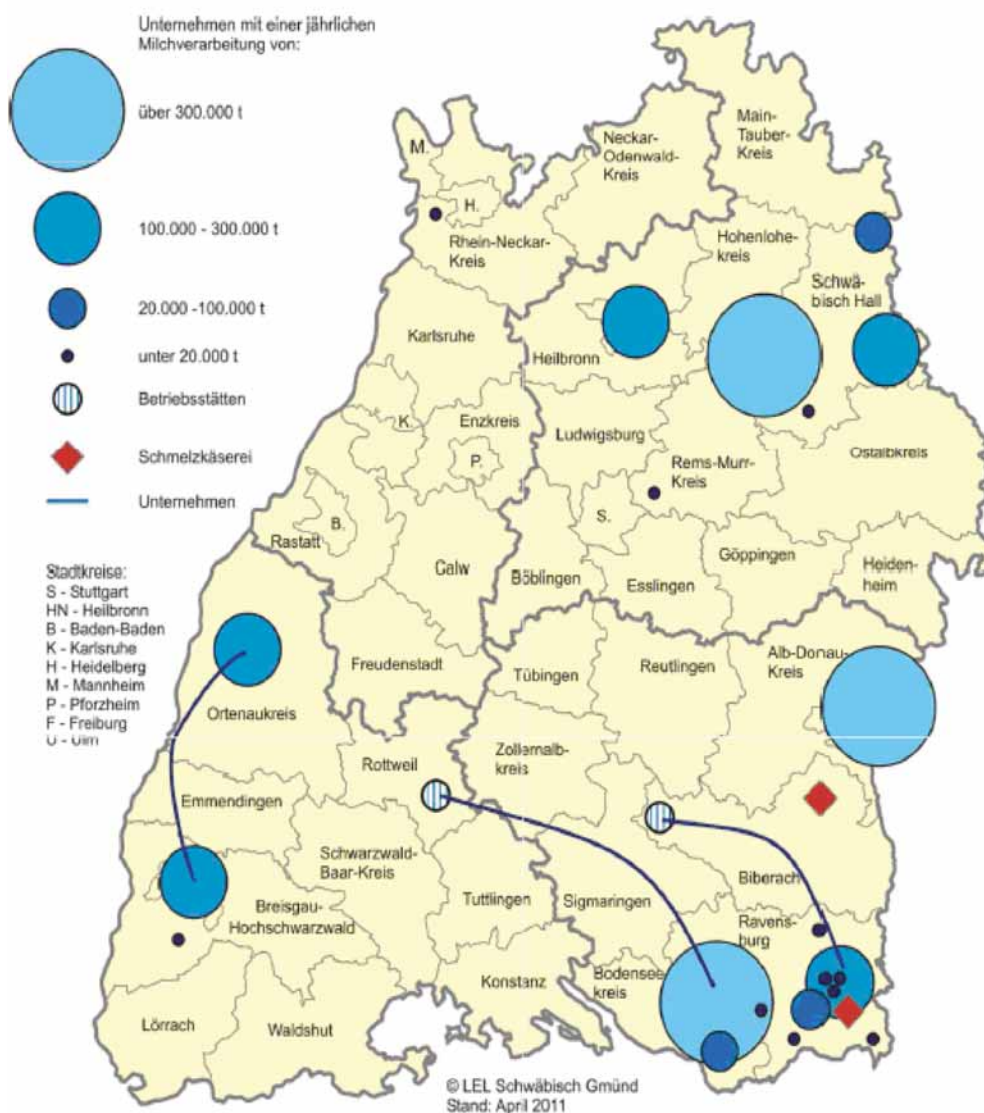 Unternehmen mit einer jährlichen
Milchverarbeitung von:
über 300.000 t
100.000 - 300.000 t
20.000 -100.000 t
unter 20.000 t
Betriebsstätten
Schmelzkäserei
Unternehmen
Stadtkreise:
S - Stuttgart
HN - Heilbronn
B - Baden-Baden
K - Karlsruhe
H - Heidelberg
M - Mannheim
P - Pforzheim
F - Freiburg
U - Ulm
Main-
Tauber-
Kreis
Neckar-
Odenwald-
Kreis
M.
H.
Rhein-Neckar-
Kreis
Hohenlohe-
kreis
Schwä-
bisch Hall
Karlsruhe
Heilbronn
K.
Enzkreis
P.
Ludwigsburg
Rems-Murr-
Kreis
Ostalbkreis
S.
B.
Rastatt
Calw
Böblingen
Esslingen
Göppingen
Heiden-
heim
Freudenstadt
Tübingen
Reutlingen
Alb-Donau-
Kreis
Ortenaukreis
Rottweil
Zollernalb-
kreis
Emmendingen
Schwarzwald-
Baar-Kreis
Biberach
Tuttlingen
Sigmaringen
Breisgau-
Hochschwarzwald
Ravens-
burg
Konstanz
Bodensee
kreis
Lörrach
Waldshut
© LEL Schwäbisch Gmünd
Stand: April 2011